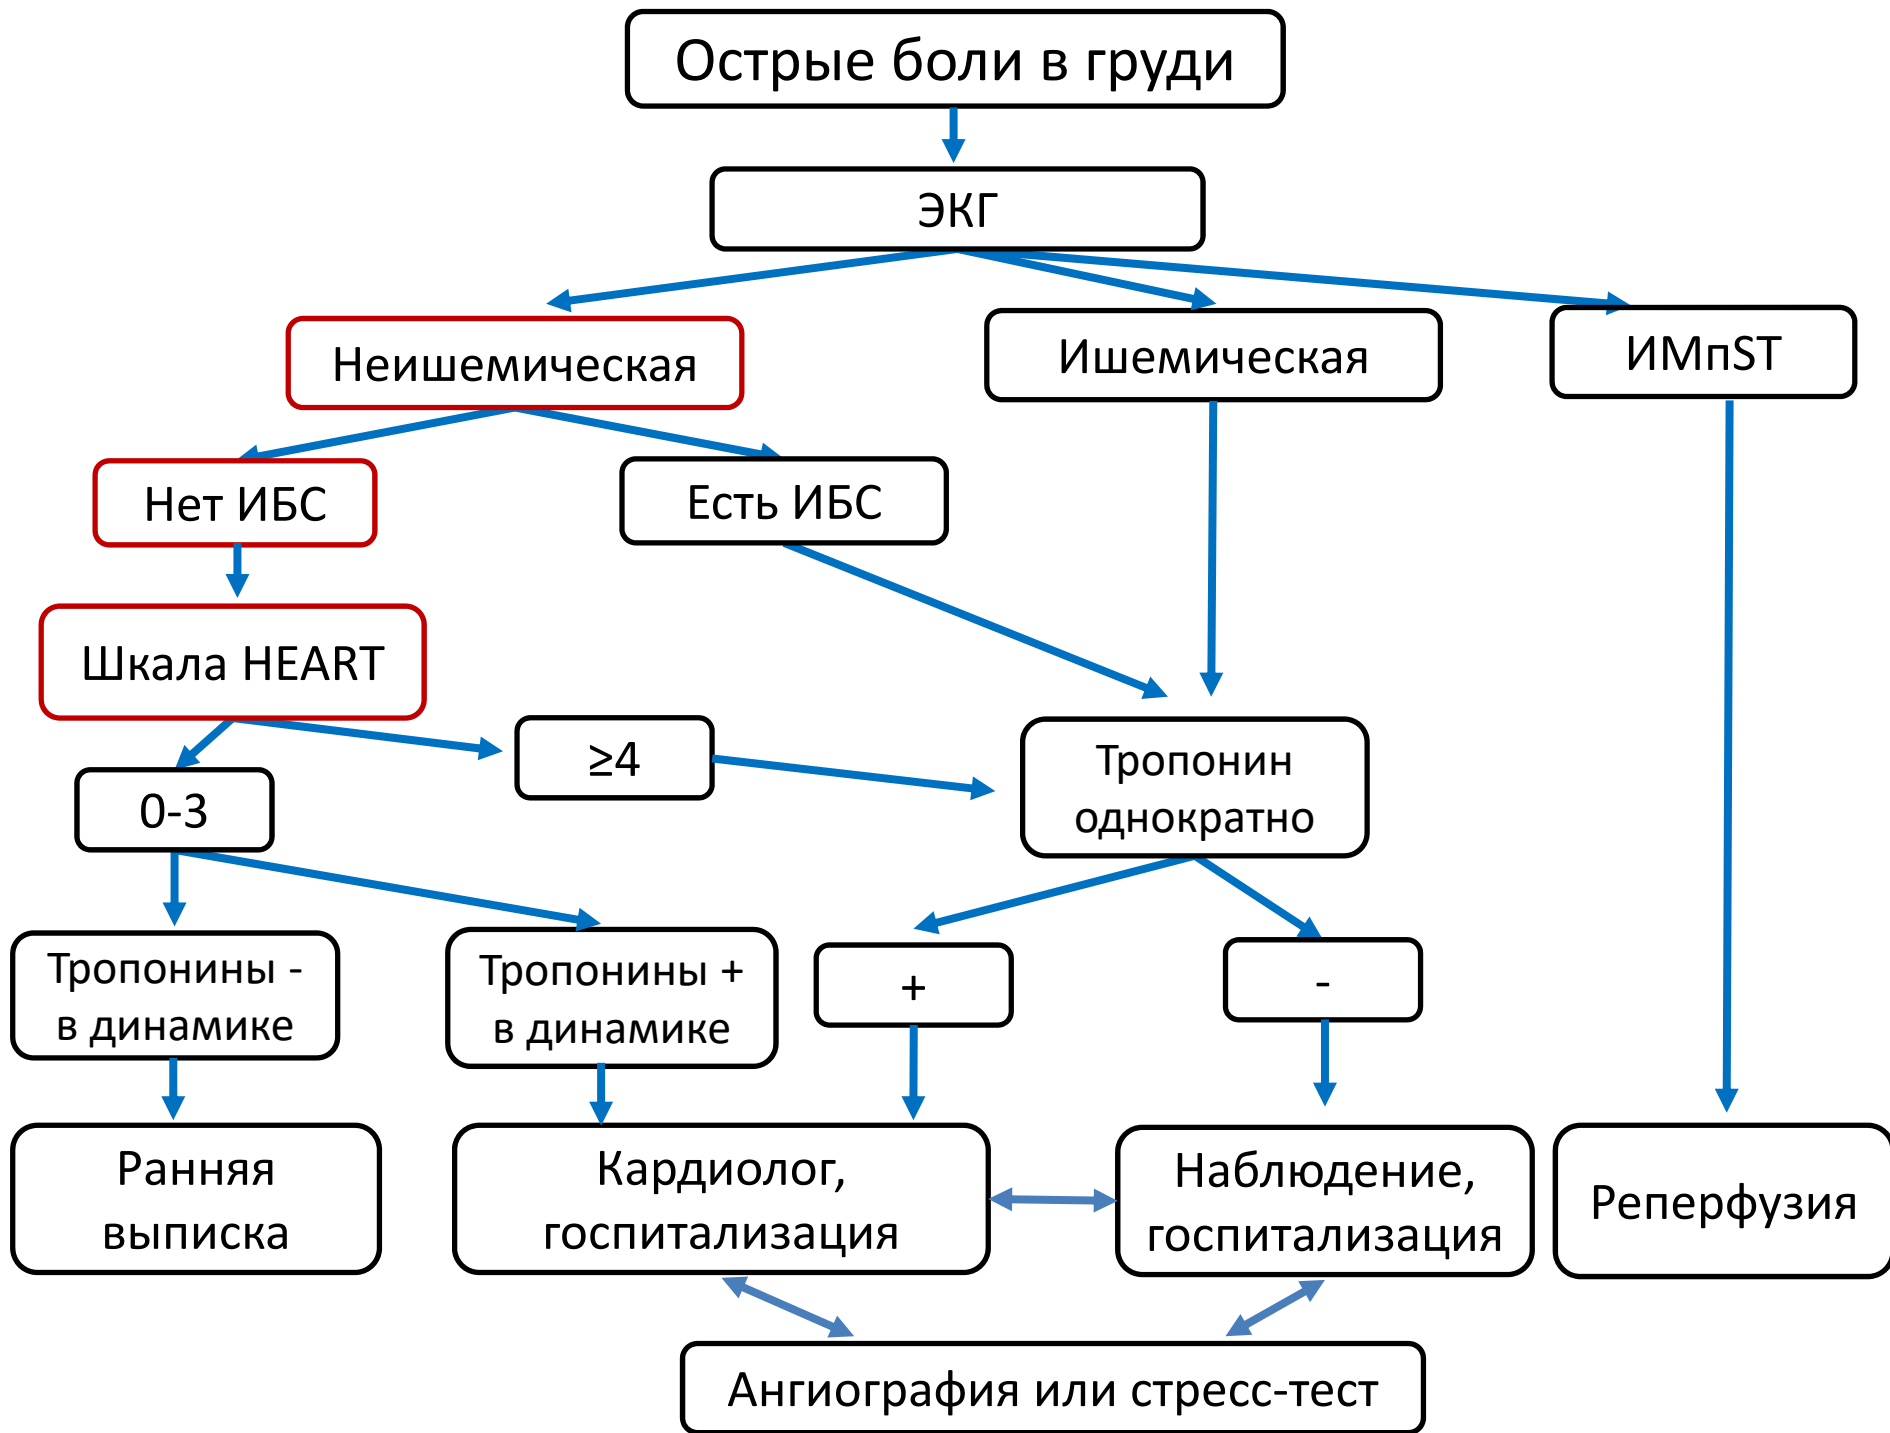 Острые боли в груди
ЭКГ
Неишемическая
Ишемическая
ИМпST
Нет ИБС
Есть ИБС
Шкала HEART
≥4
0-3
Тропонин
однократно
Тропонины -
в динамике
Тропонины +
в динамике
+
-
Ранняя
выписка
Кардиолог,
госпитализация
Наблюдение,
госпитализация
Реперфузия
Ангиография или стресс-тест